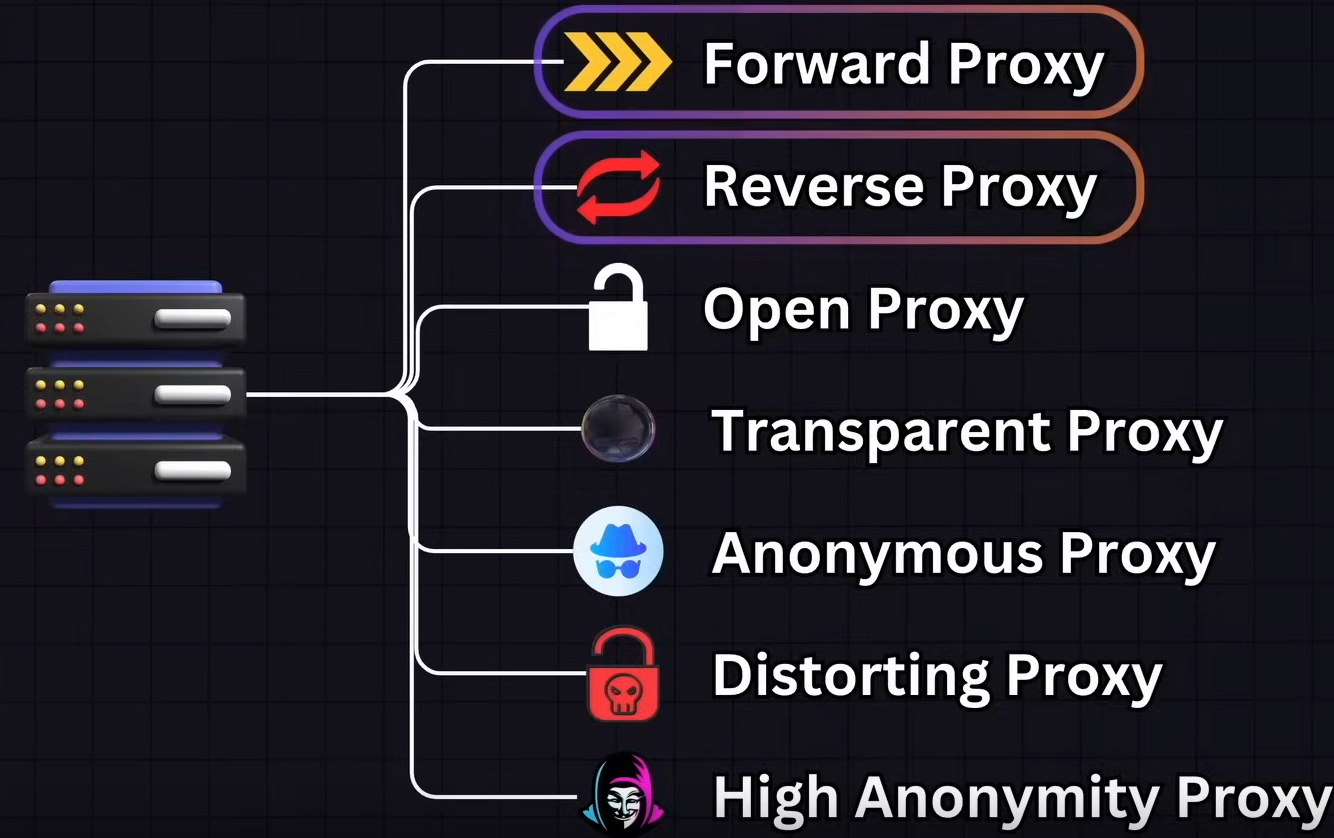 Forward Proxy
Reverse Proxy
Open Proxy
Transparent Proxy
Anonymous Proxy
Distorting Proxy
High Anonymity Proxy